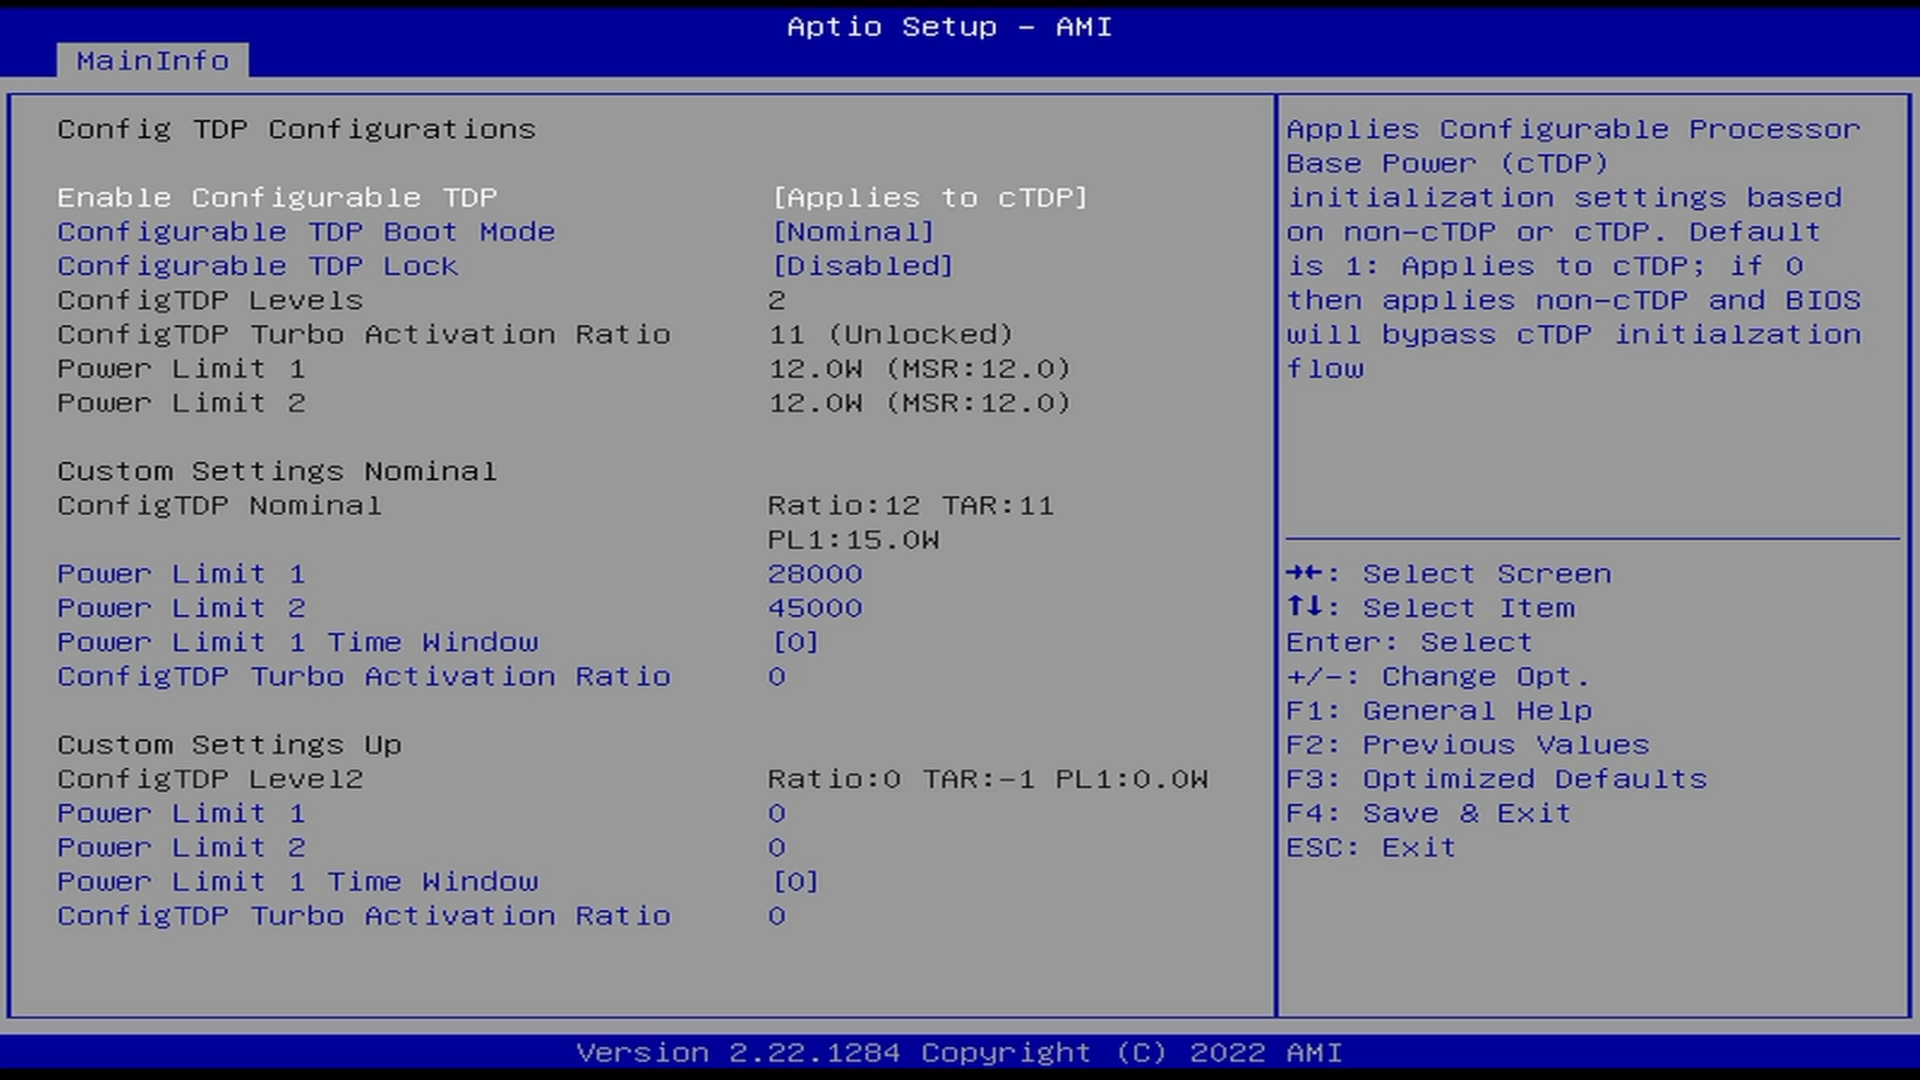 Aptio Setup – AMI
MainInfo
Config TDP Configurations
Enable Configurable TDP [Applies to cTDP]
Configurable TDP Boot Mode [Nominal]
Configurable TDP Lock [Disabled]
ConfigTDP Levels 2
ConfigTDP Turbo Activation Ratio 11 (Unlocked)
Power Limit 1 12.0W (MSR:12.0)
Power Limit 2 12.0W (MSR:12.0)
Custom Settings Nominal
ConfigTDP Nominal Ratio:12 TAR:11
PL1:15.0W
Power Limit 1 28000
Power Limit 2 45000
Power Limit 1 Time Window [0]
ConfigTDP Turbo Activation Ratio 0
Custom Settings Up
ConfigTDP Level2 Ratio:0 TAR:-1 PL1:0.0W
Power Limit 1 0
Power Limit 2 0
Power Limit 1 Time Window [0]
ConfigTDP Turbo Activation Ratio 0
Applies Configurable Processor
Base Power (cTDP)
initialization settings based
on non-cTDP or cTDP. Default
is 1: Applies to cTDP; if 0
then applies non-cTDP and BIOS
will bypass cTDP initialzation
flow
→←: Select Screen
↑↓: Select Item
Enter: Select
+/-: Change Opt.
F1: General Help
F2: Previous Values
F3: Optimized Defaults
F4: Save & Exit
ESC: Exit
Version 2.22.1284 Copyright (C) 2022 AMI